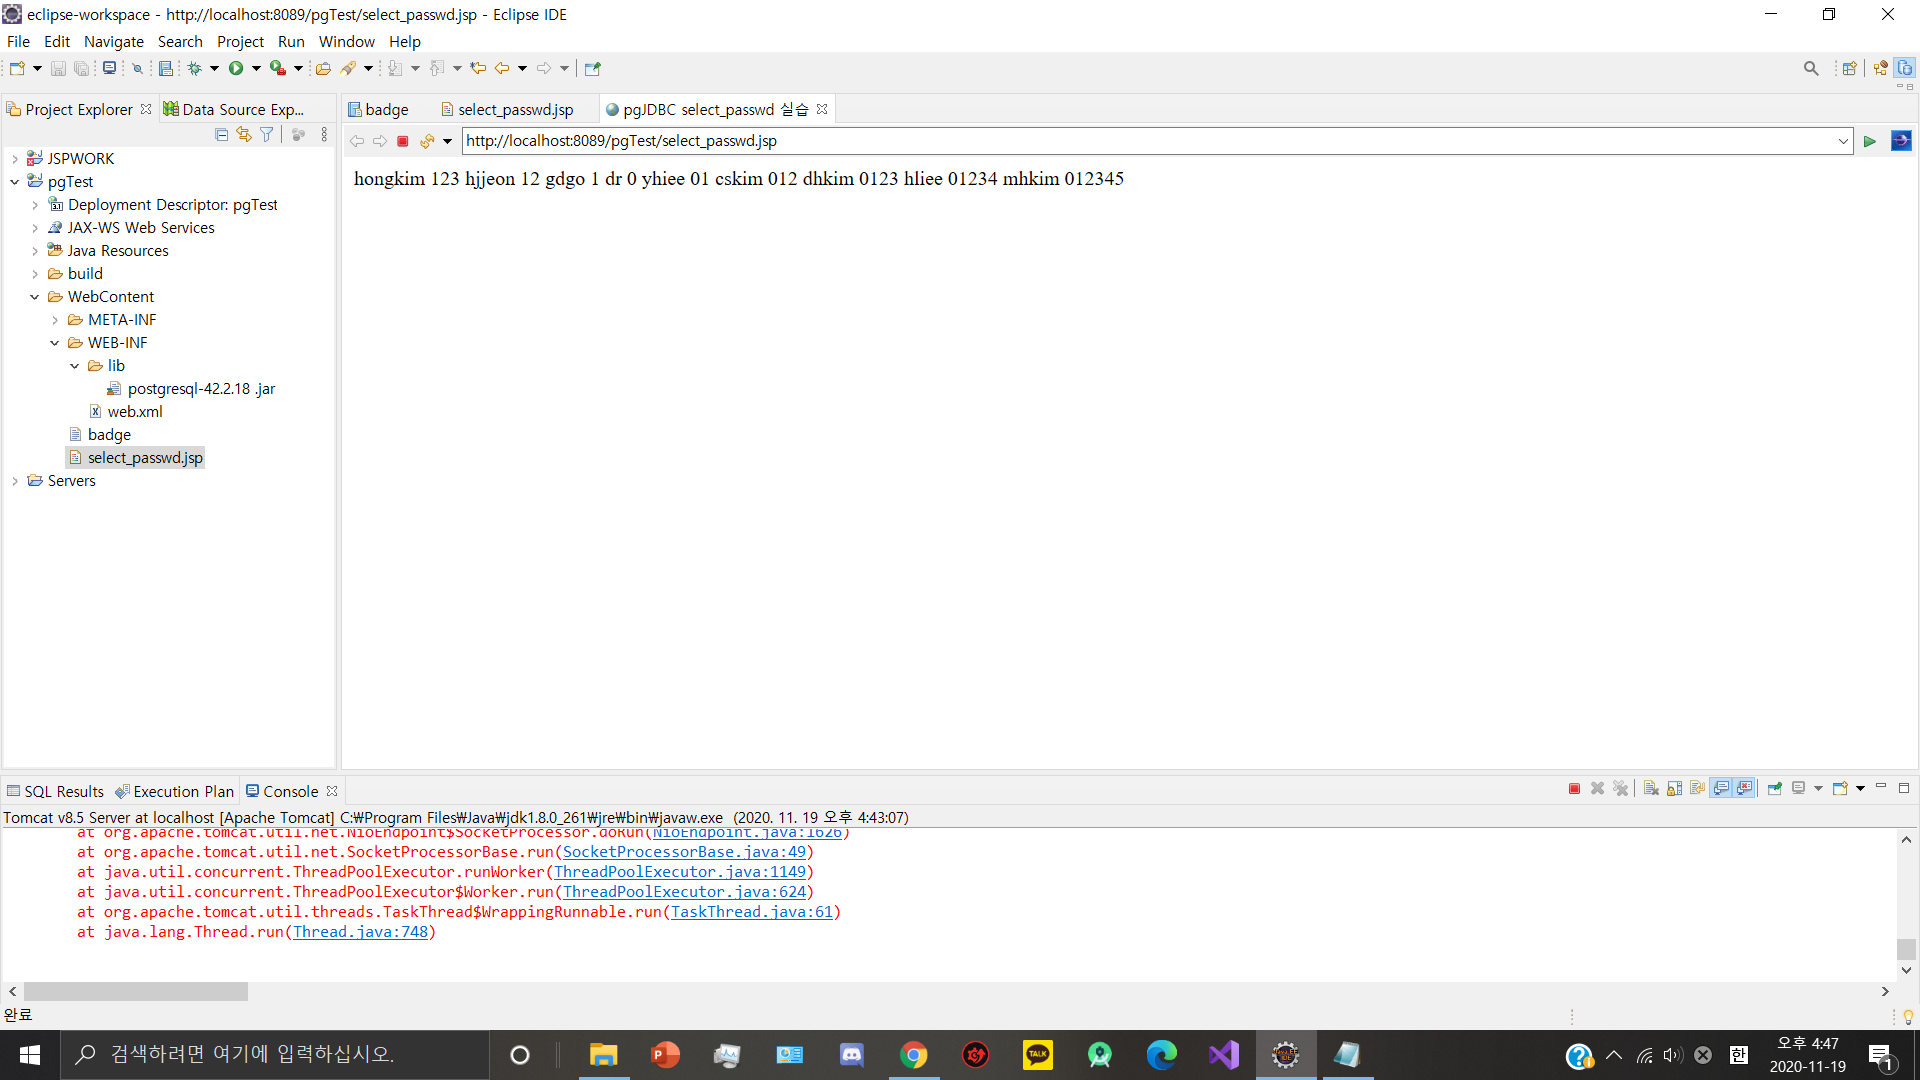 eclipse-workspace - http://localhost:8089/pgTest/select_passwd.jsp - Eclipse IDE
File Edit Navigate Search Project Run Window Help
Project Explorer Data Source Exp...
badge select_passwd.jsp pgJDBC select_passwd 실습
http://localhost:8089/pgTest/select_passwd.jsp
JSPWORK
pgTest
Deployment Descriptor: pgTest
JAX-WS Web Services
Java Resources
build
WebContent
META-INF
WEB-INF
lib
postgresql-42.2.18 .jar
web.xml
badge
select_passwd.jsp
Servers
hongkim 123 hjjeon 12 gdgo 1 dr 0 yhiee 01 cskim 012 dhkim 0123 hliee 01234 mhkim 012345
SQL Results Execution Plan Console
Tomcat v8.5 Server at localhost [Apache Tomcat] C:₩Program Files₩Java₩jdk1.8.0_261₩jre₩bin₩javaw.exe (2020. 11. 19 오후 4:43:07)
at org.apache.tomcat.util.net.NioEndpoint$SocketProcessor.doRun(NioEndpoint.java:1626)
at org.apache.tomcat.util.net.SocketProcessorBase.run(SocketProcessorBase.java:49)
at java.util.concurrent.ThreadPoolExecutor.runWorker(ThreadPoolExecutor.java:1149)
at java.util.concurrent.ThreadPoolExecutor$Worker.run(ThreadPoolExecutor.java:624)
at org.apache.tomcat.util.threads.TaskThread$WrappingRunnable.run(TaskThread.java:61)
at java.lang.Thread.run(Thread.java:748)
완료
검색하려면 여기에 입력하십시오.
TALK
한
오후 4:47
2020-11-19
1